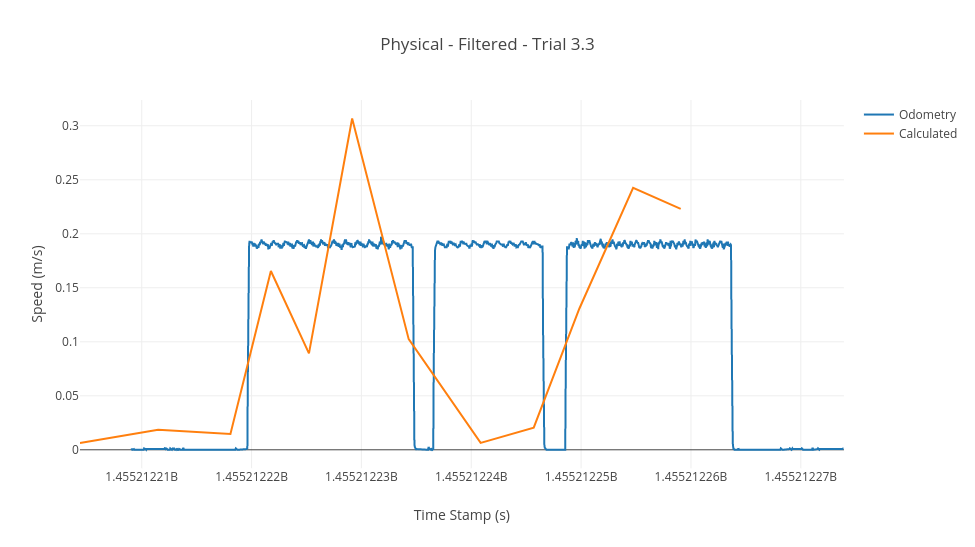 Physical - Filtered - Trial 3.3
Odometry
Calculated
0.3
0.25
0.2
0.15
0.1
0.05
0
Speed (m/s)
1.45521221B 1.45521222B 1.45521223B 1.45521224B 1.45521225B 1.45521226B 1.45521227B
Time Stamp (s)